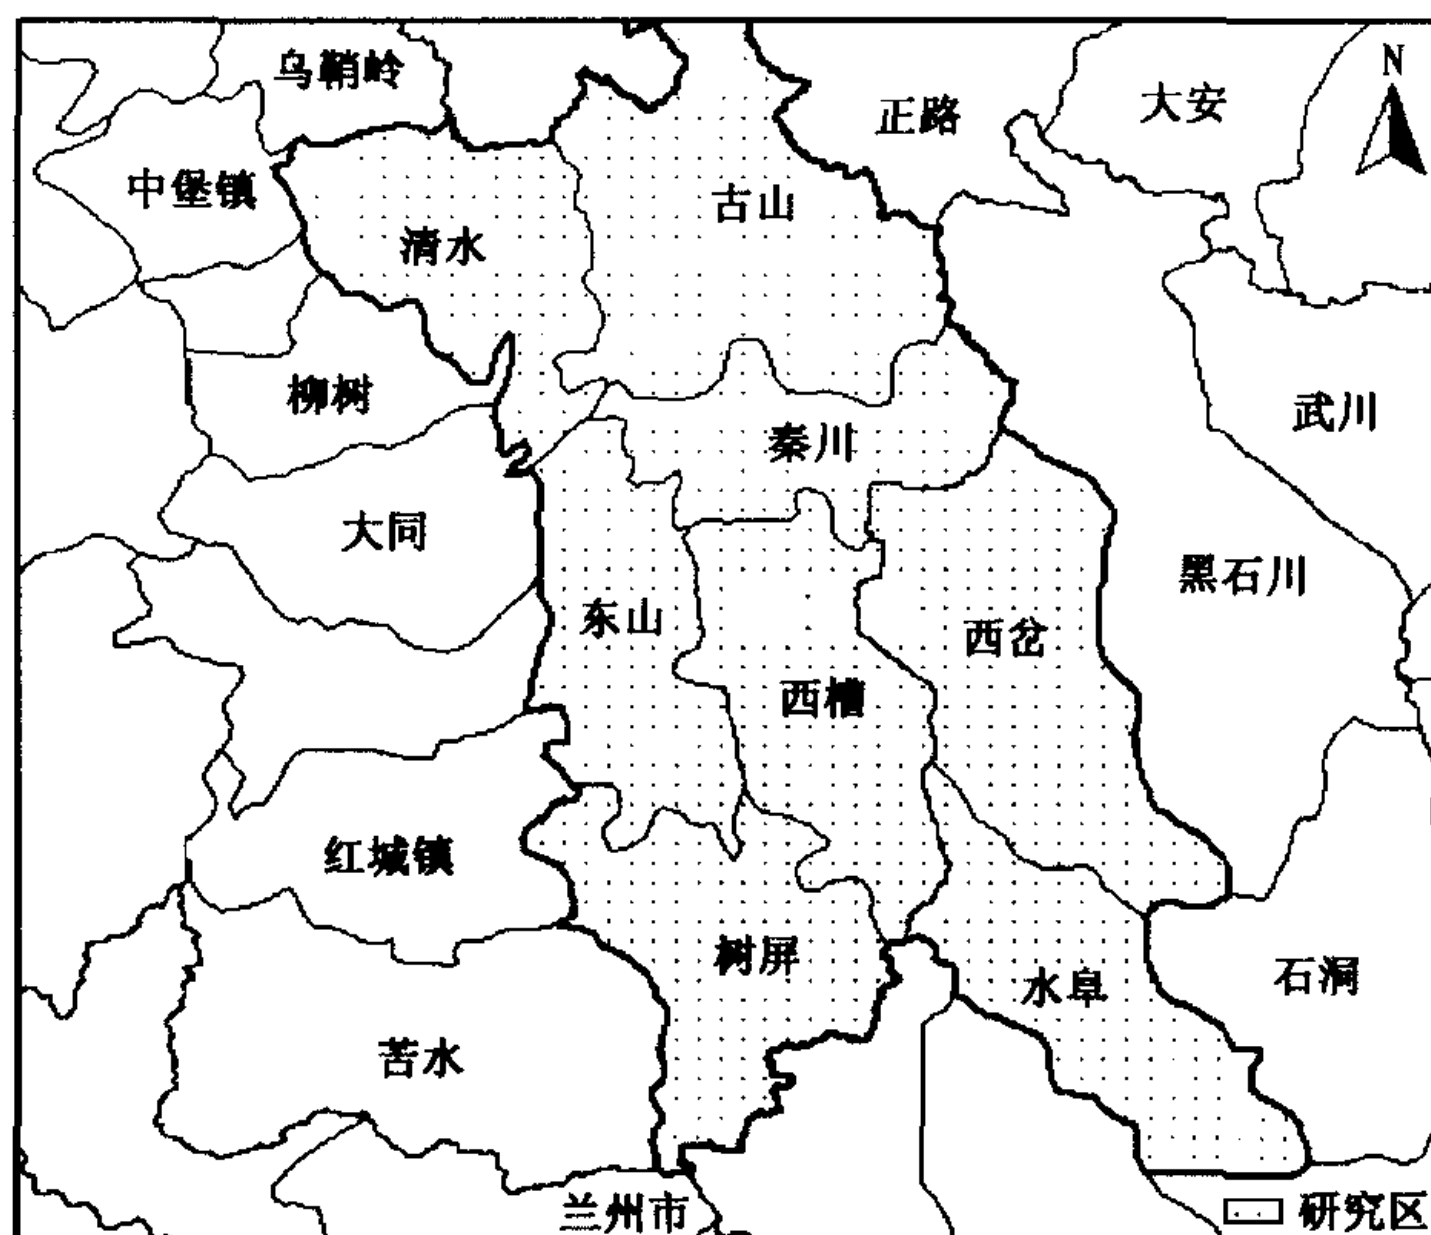 乌鞘岭
正路
大安
N
中堡镇
清水
古山
柳树
秦川
武川
大同
东山
西岔
黑石川
西槽
红城镇
树屏
水阜
石洞
苦水
兰州市
研究区